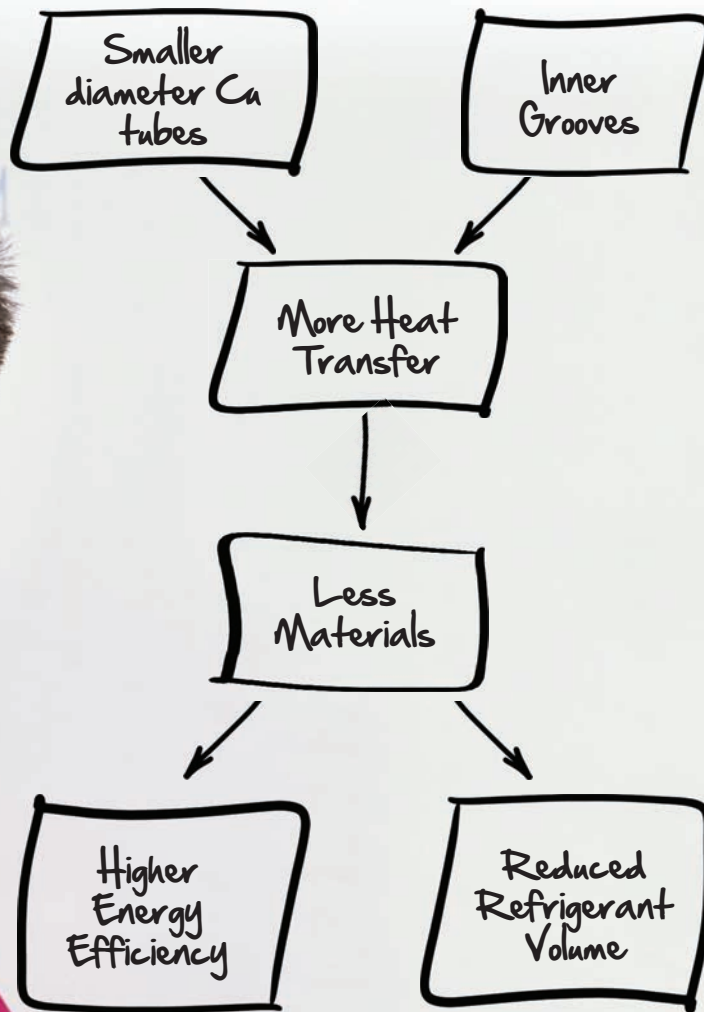 Smaller
diameter Cu
tubes
Inner
Grooves
More Heat
Transfer
Less
Materials
Higher
Energy
Efficiency
Reduced
Refrigerant
Volume